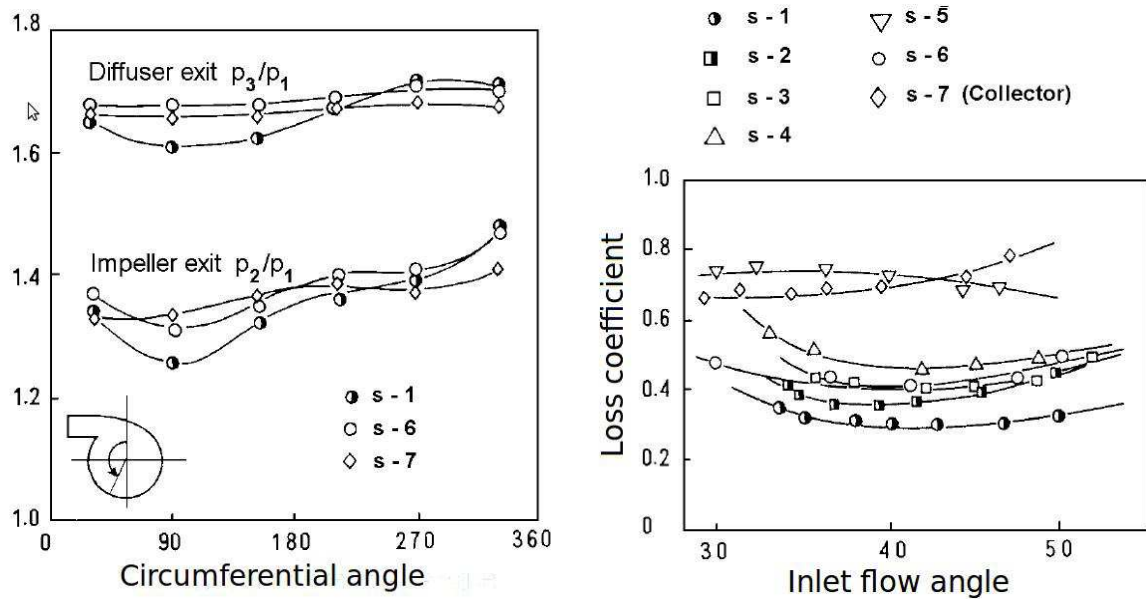 1.8
Diffuser exit p3/p1
1.6
1.4
Impeller exit p2/p1
1.2
s - 1
s - 6
s - 7
1.0
0 90 180 270 360
Circumferential angle
s - 1
s - 2
s - 3
s - 4
s - 5
s - 6
s - 7 (Collector)
1.0
0.8
0.6
0.4
0.2
0
Loss coefficient
30 40 50
Inlet flow angle